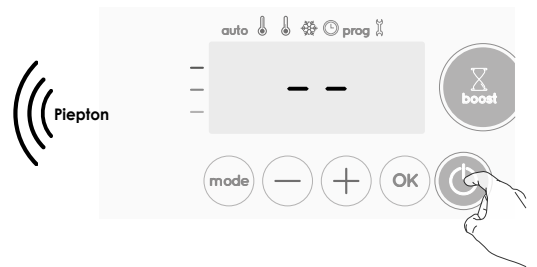 auto prog
– –
boost
Piepton
mode – + OK